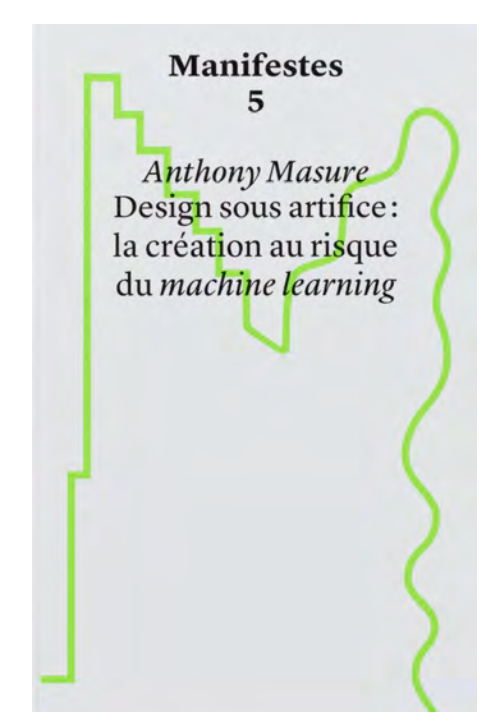 Manifestes
5
Anthony Masure
Design sous artifice :
la création au risque
du machine learning